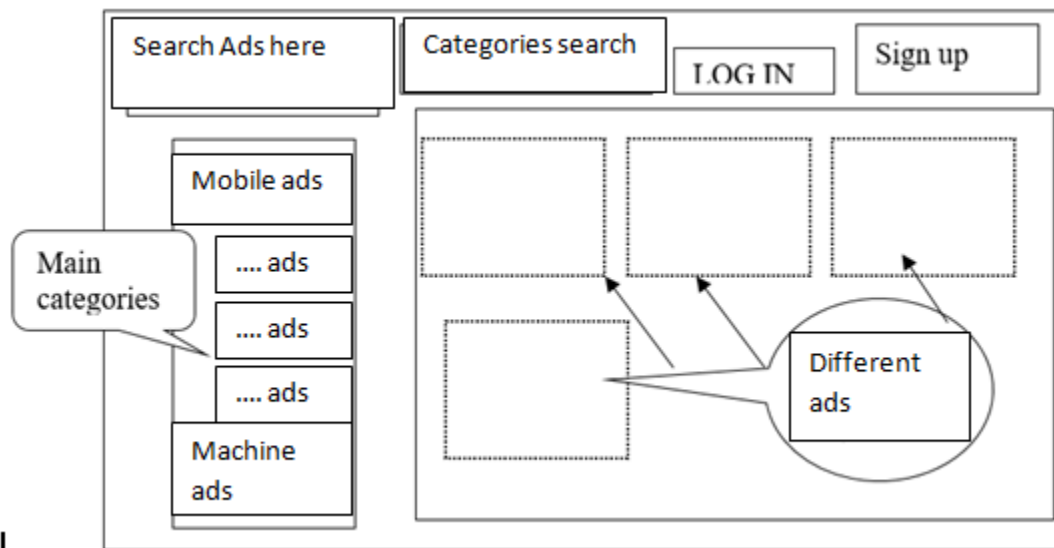 Search Ads here
Categories search
LOG IN
Sign up
Mobile ads
.... ads
Main
categories
.... ads
.... ads
Machine
ads
Different
ads